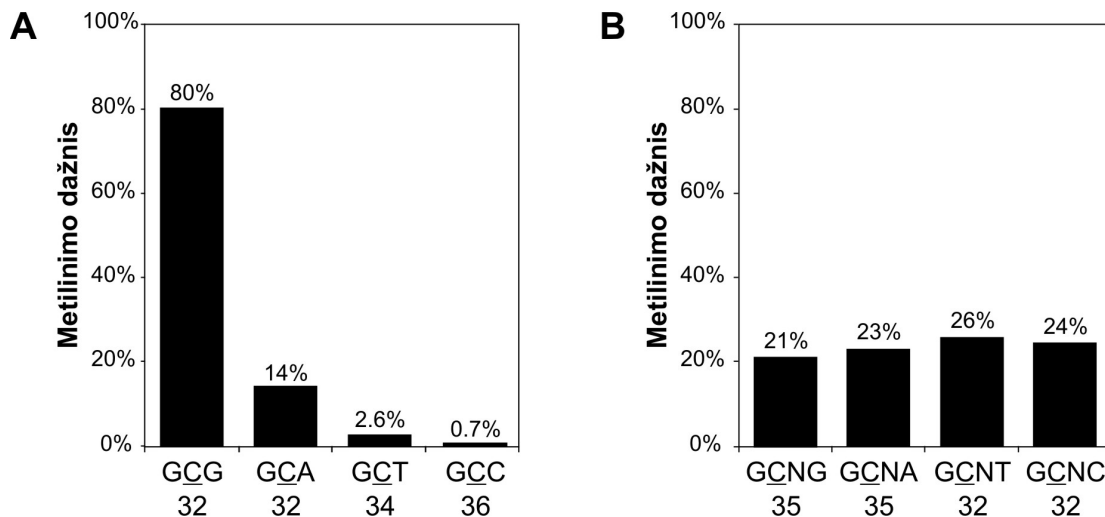 A
Metilinimo dažnis
100%
80%
60%
40%
20%
0%
80%
14%
2.6%
0.7%
GCG GCA GCT GCC
32 32 34 36
B
Metilinimo dažnis
100%
80%
60%
40%
20%
0%
21%
23%
26%
24%
GCNG GCNA GCNT GCNC
35 35 32 32